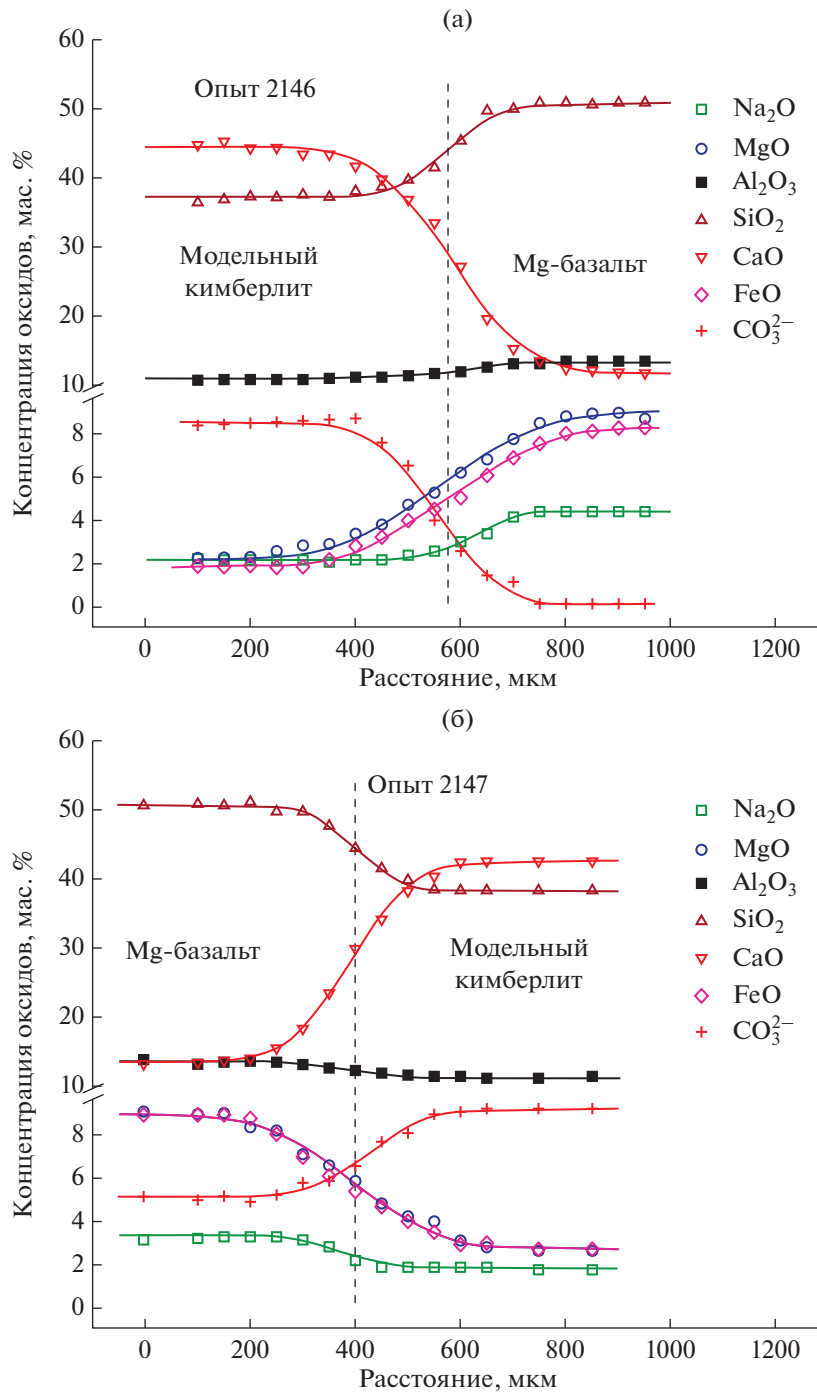 (а)
60
50
40
30
20
10
8
6
4
2
0
Концентрация оксидов, мас. %
Опыт 2146
Модельный
кимберлит
Mg-базальт
Na₂O
MgO
Al₂O₃
SiO₂
CaO
FeO
CO₃²⁻
0 200 400 600 800 1000 1200
Расстояние, мкм
(б)
60
50
40
30
20
10
8
6
4
2
0
Концентрация оксидов, мас. %
Опыт 2147
Mg-базальт
Модельный
кимберлит
Na₂O
MgO
Al₂O₃
SiO₂
CaO
FeO
CO₃²⁻
0 200 400 600 800 1000 1200
Расстояние, мкм